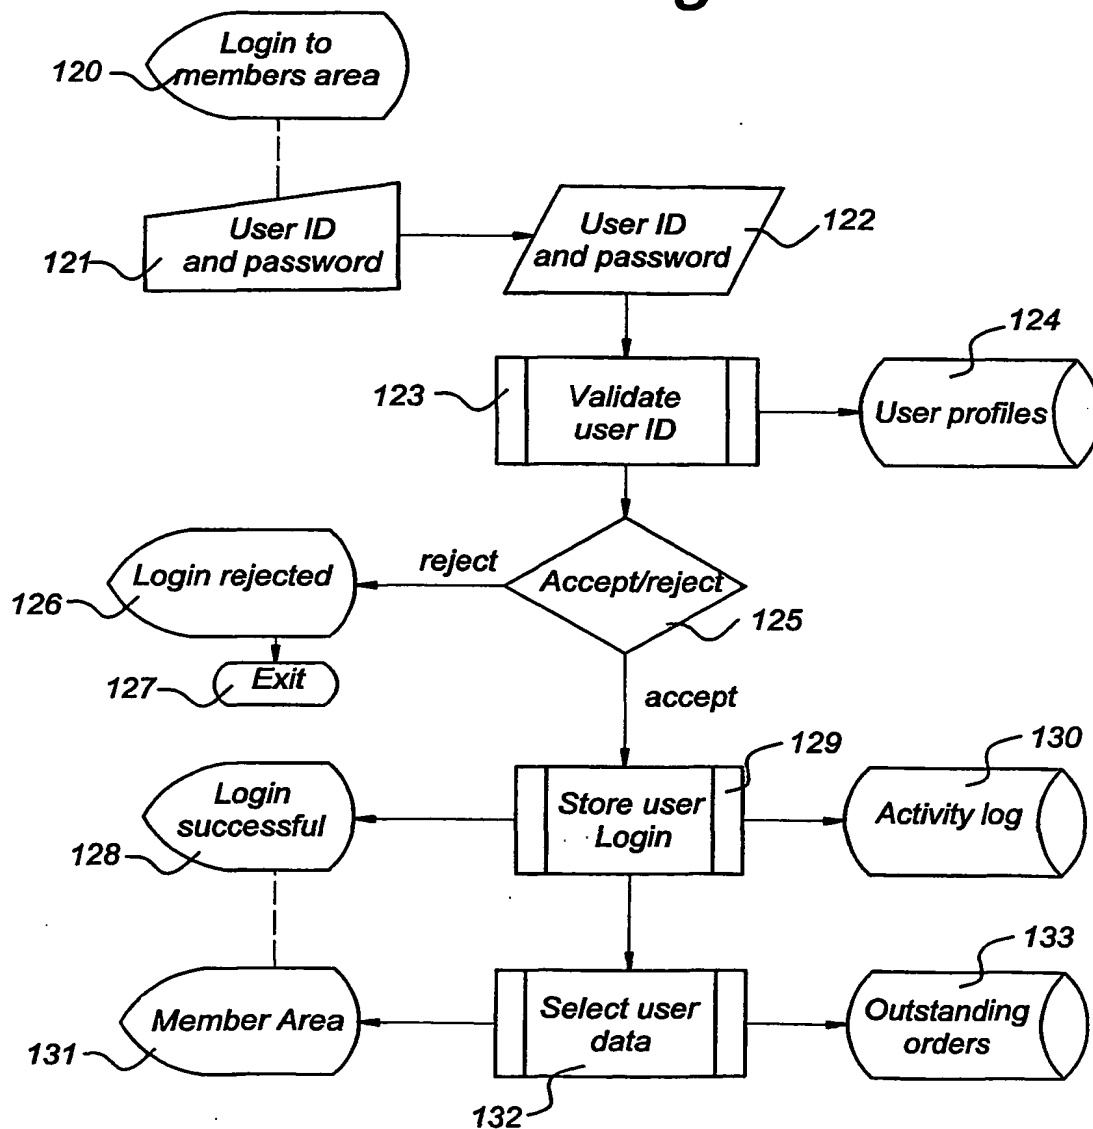 Login to
members area
120
User ID
and password
121
User ID
and password
122
Validate
user ID
123
User profiles
124
Accept/reject
125
reject
Login rejected
126
Exit
127
accept
Store user
Login
129
Login
successful
128
Activity log
130
Select user
data
132
Member Area
131
Outstanding
orders
133